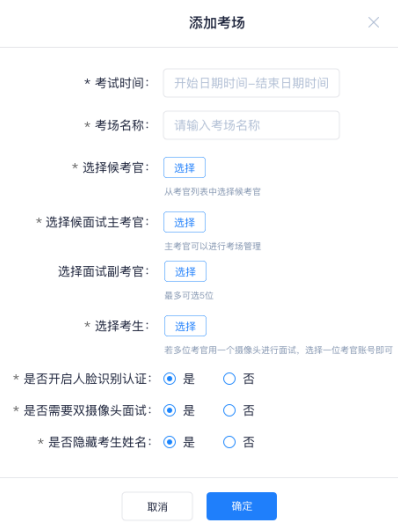 添加考场
* 考试时间： 开始日期时间-结束日期时间
* 考场名称： 请输入考场名称
* 选择候考官： 选择
从考官列表中选择候考官
* 选择候面试主考官： 选择
主考官可以进行考场管理
选择面试副考官： 选择
最多可选5位
* 选择考生： 选择
若多位考官用一个摄像头进行面试，选择一位考官账号即可
* 是否开启人脸识别认证： 是 否
* 是否需要双摄像头面试： 是 否
* 是否隐藏考生姓名： 是 否
取消 确定